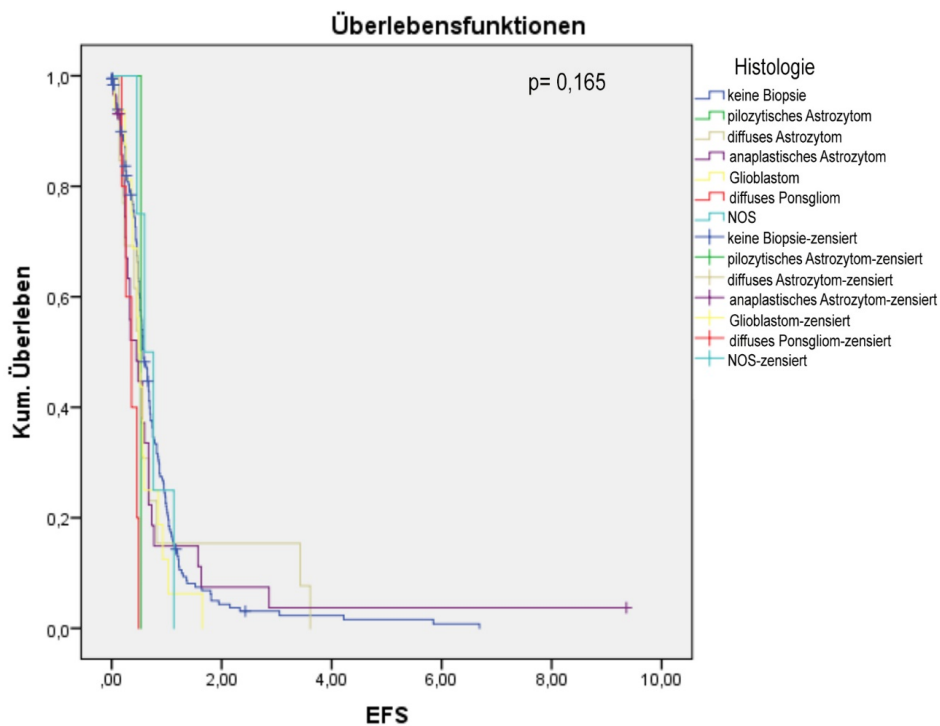 Überlebensfunktionen
p= 0,165
Kum. Überleben
1,0
0,8
0,6
0,4
0,2
0,0
,00
2,00
4,00
6,00
8,00
10,00
EFS
Histologie
keine Biopsie
pilozytisches Astrozytom
diffuses Astrozytom
anaplastisches Astrozytom
Glioblastom
diffuses Ponsgliom
NOS
keine Biopsie-zensiert
pilozytisches Astrozytom-zensiert
diffuses Astrozytom-zensiert
anaplastisches Astrozytom-zensiert
Glioblastom-zensiert
diffuses Ponsgliom-zensiert
NOS-zensiert